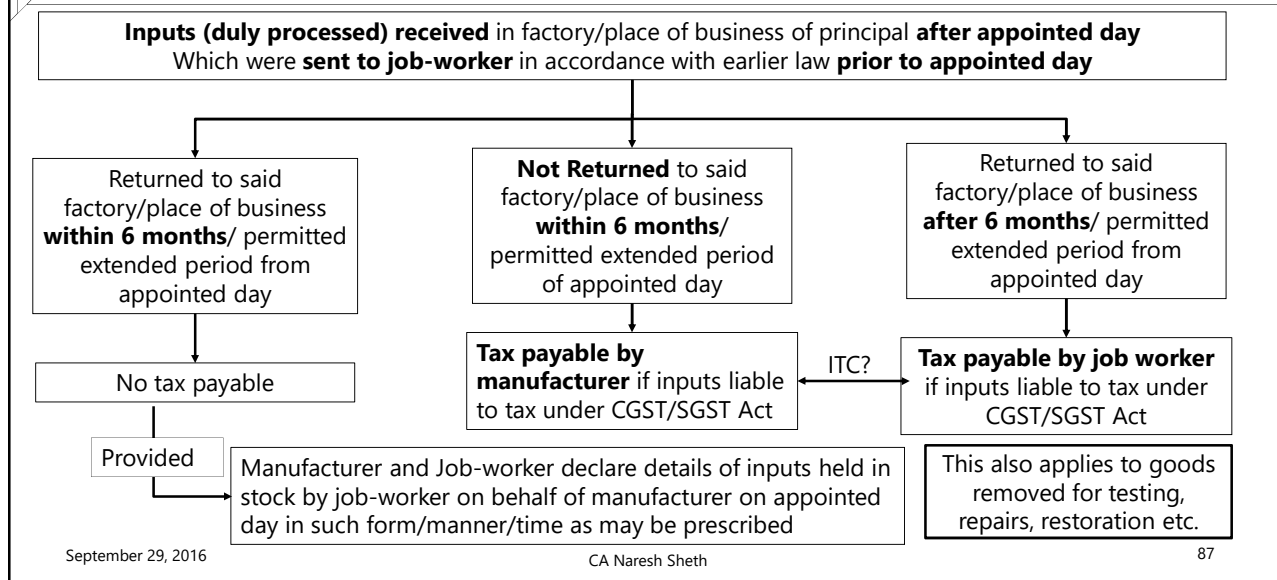 Inputs (duly processed) received in factory/place of business of principal after appointed day
Which were sent to job-worker in accordance with earlier law prior to appointed day
Returned to said
factory/place of business
within 6 months/ permitted
extended period from
appointed day
Not Returned to said
factory/place of business
within 6 months/
permitted extended period
of appointed day
Returned to said
factory/place of business
after 6 months/ permitted
extended period from
appointed day
No tax payable
Tax payable by
manufacturer if inputs liable
to tax under CGST/SGST Act
ITC?
Tax payable by job worker
if inputs liable to tax under
CGST/SGST Act
Provided
Manufacturer and Job-worker declare details of inputs held in
stock by job-worker on behalf of manufacturer on appointed
day in such form/manner/time as may be prescribed
This also applies to goods
removed for testing,
repairs, restoration etc.
September 29, 2016
CA Naresh Sheth
87